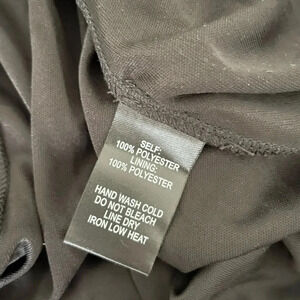 SELF:
100% POLYESTER
LINING:
100% POLYESTER
HAND WASH COLD
DO NOT BLEACH
LINE DRY
IRON LOW HEAT